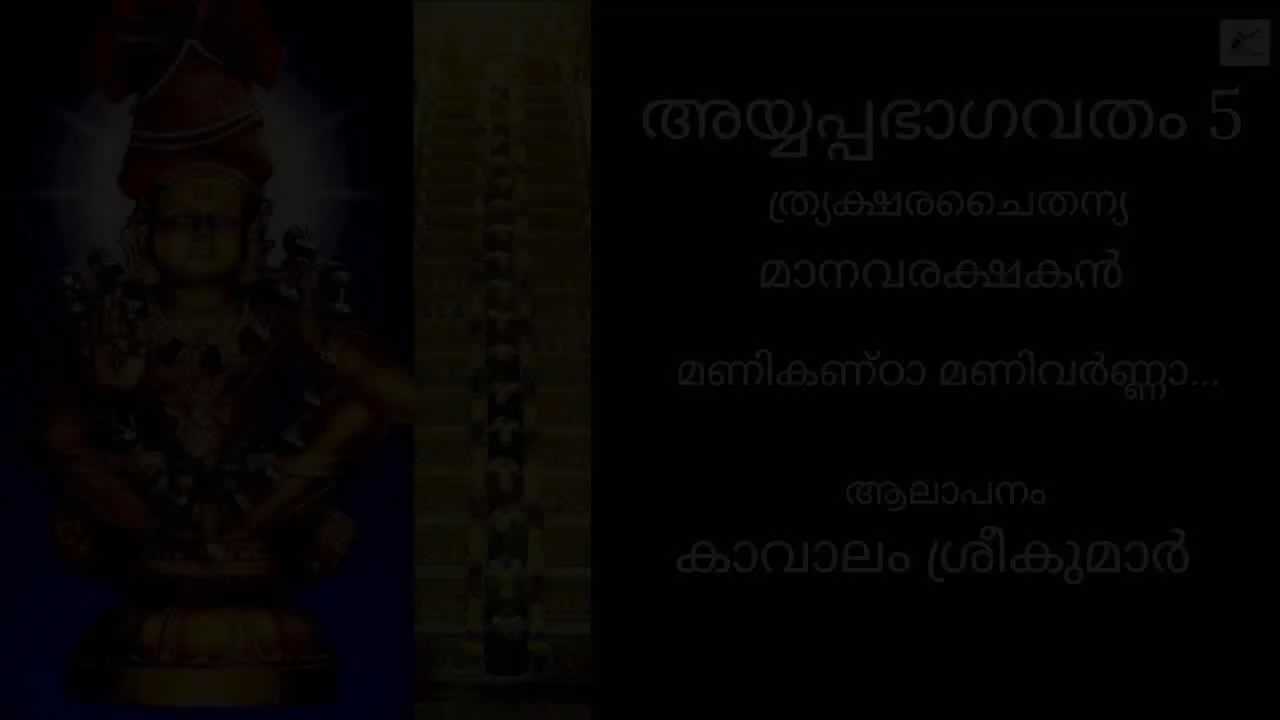 അയ്യപ്പഭാഗവതം 5
ത്ര്യക്ഷരചൈതന്യ
മാനവരക്ഷകൻ
മണികണ്ഠാ മണിവർണ്ണാ...
ആലാപനം
കാവാലം ശ്രീകുമാർ